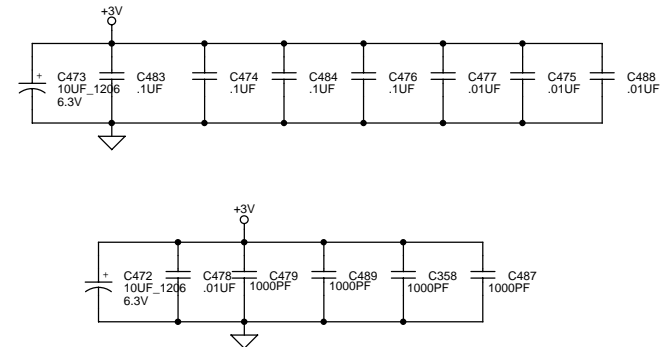 +3V
+
C473
10UF_1206
6.3V
C483
.1UF
C474
.1UF
C484
.1UF
C476
.1UF
C477
.01UF
C475
.01UF
C488
.01UF
+3V
+
C472
10UF_1206
6.3V
C478
.01UF
C479
1000PF
C489
1000PF
C358
1000PF
C487
1000PF